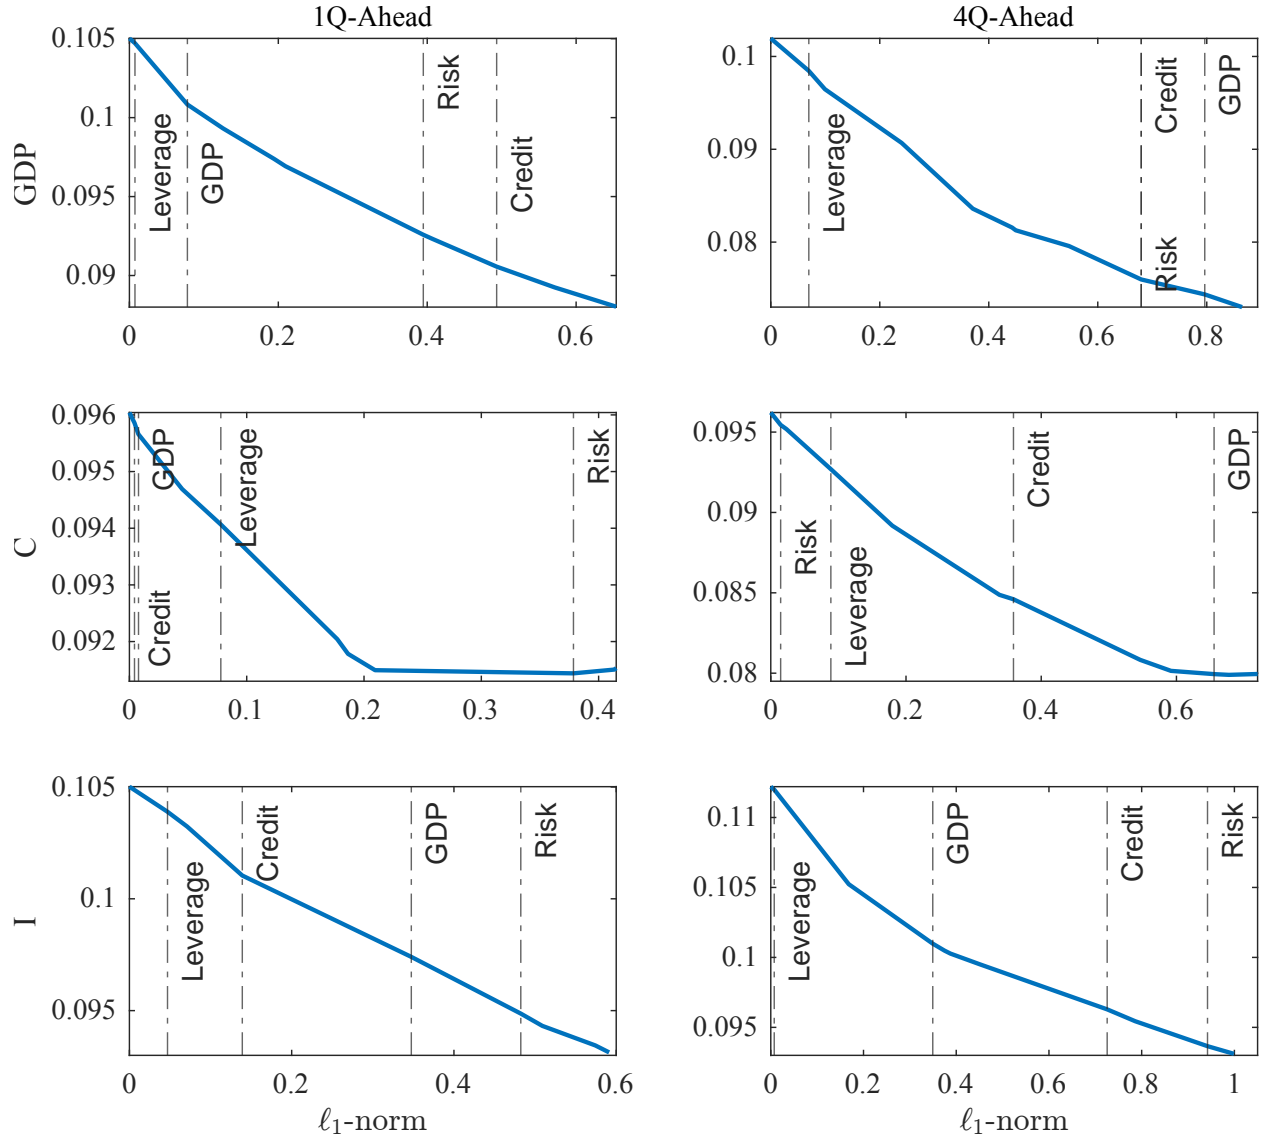 1Q-Ahead
4Q-Ahead
GDP
0.105
0.1
0.095
0.09
Leverage
GDP
Risk
Credit
0
0.2
0.4
0.6
0.1
0.09
0.08
Leverage
Credit
Risk
GDP
0
0.2
0.4
0.6
0.8
C
0.096
0.095
0.094
0.093
0.092
GDP
Credit
Leverage
Risk
0
0.1
0.2
0.3
0.4
0.095
0.09
0.085
0.08
Risk
Leverage
Credit
GDP
0
0.2
0.4
0.6
I
0.105
0.1
0.095
Leverage
Credit
GDP
Risk
0
0.2
0.4
0.6
ℓ₁-norm
0.11
0.105
0.1
0.095
Leverage
GDP
Credit
Risk
0
0.2
0.4
0.6
0.8
1
ℓ₁-norm